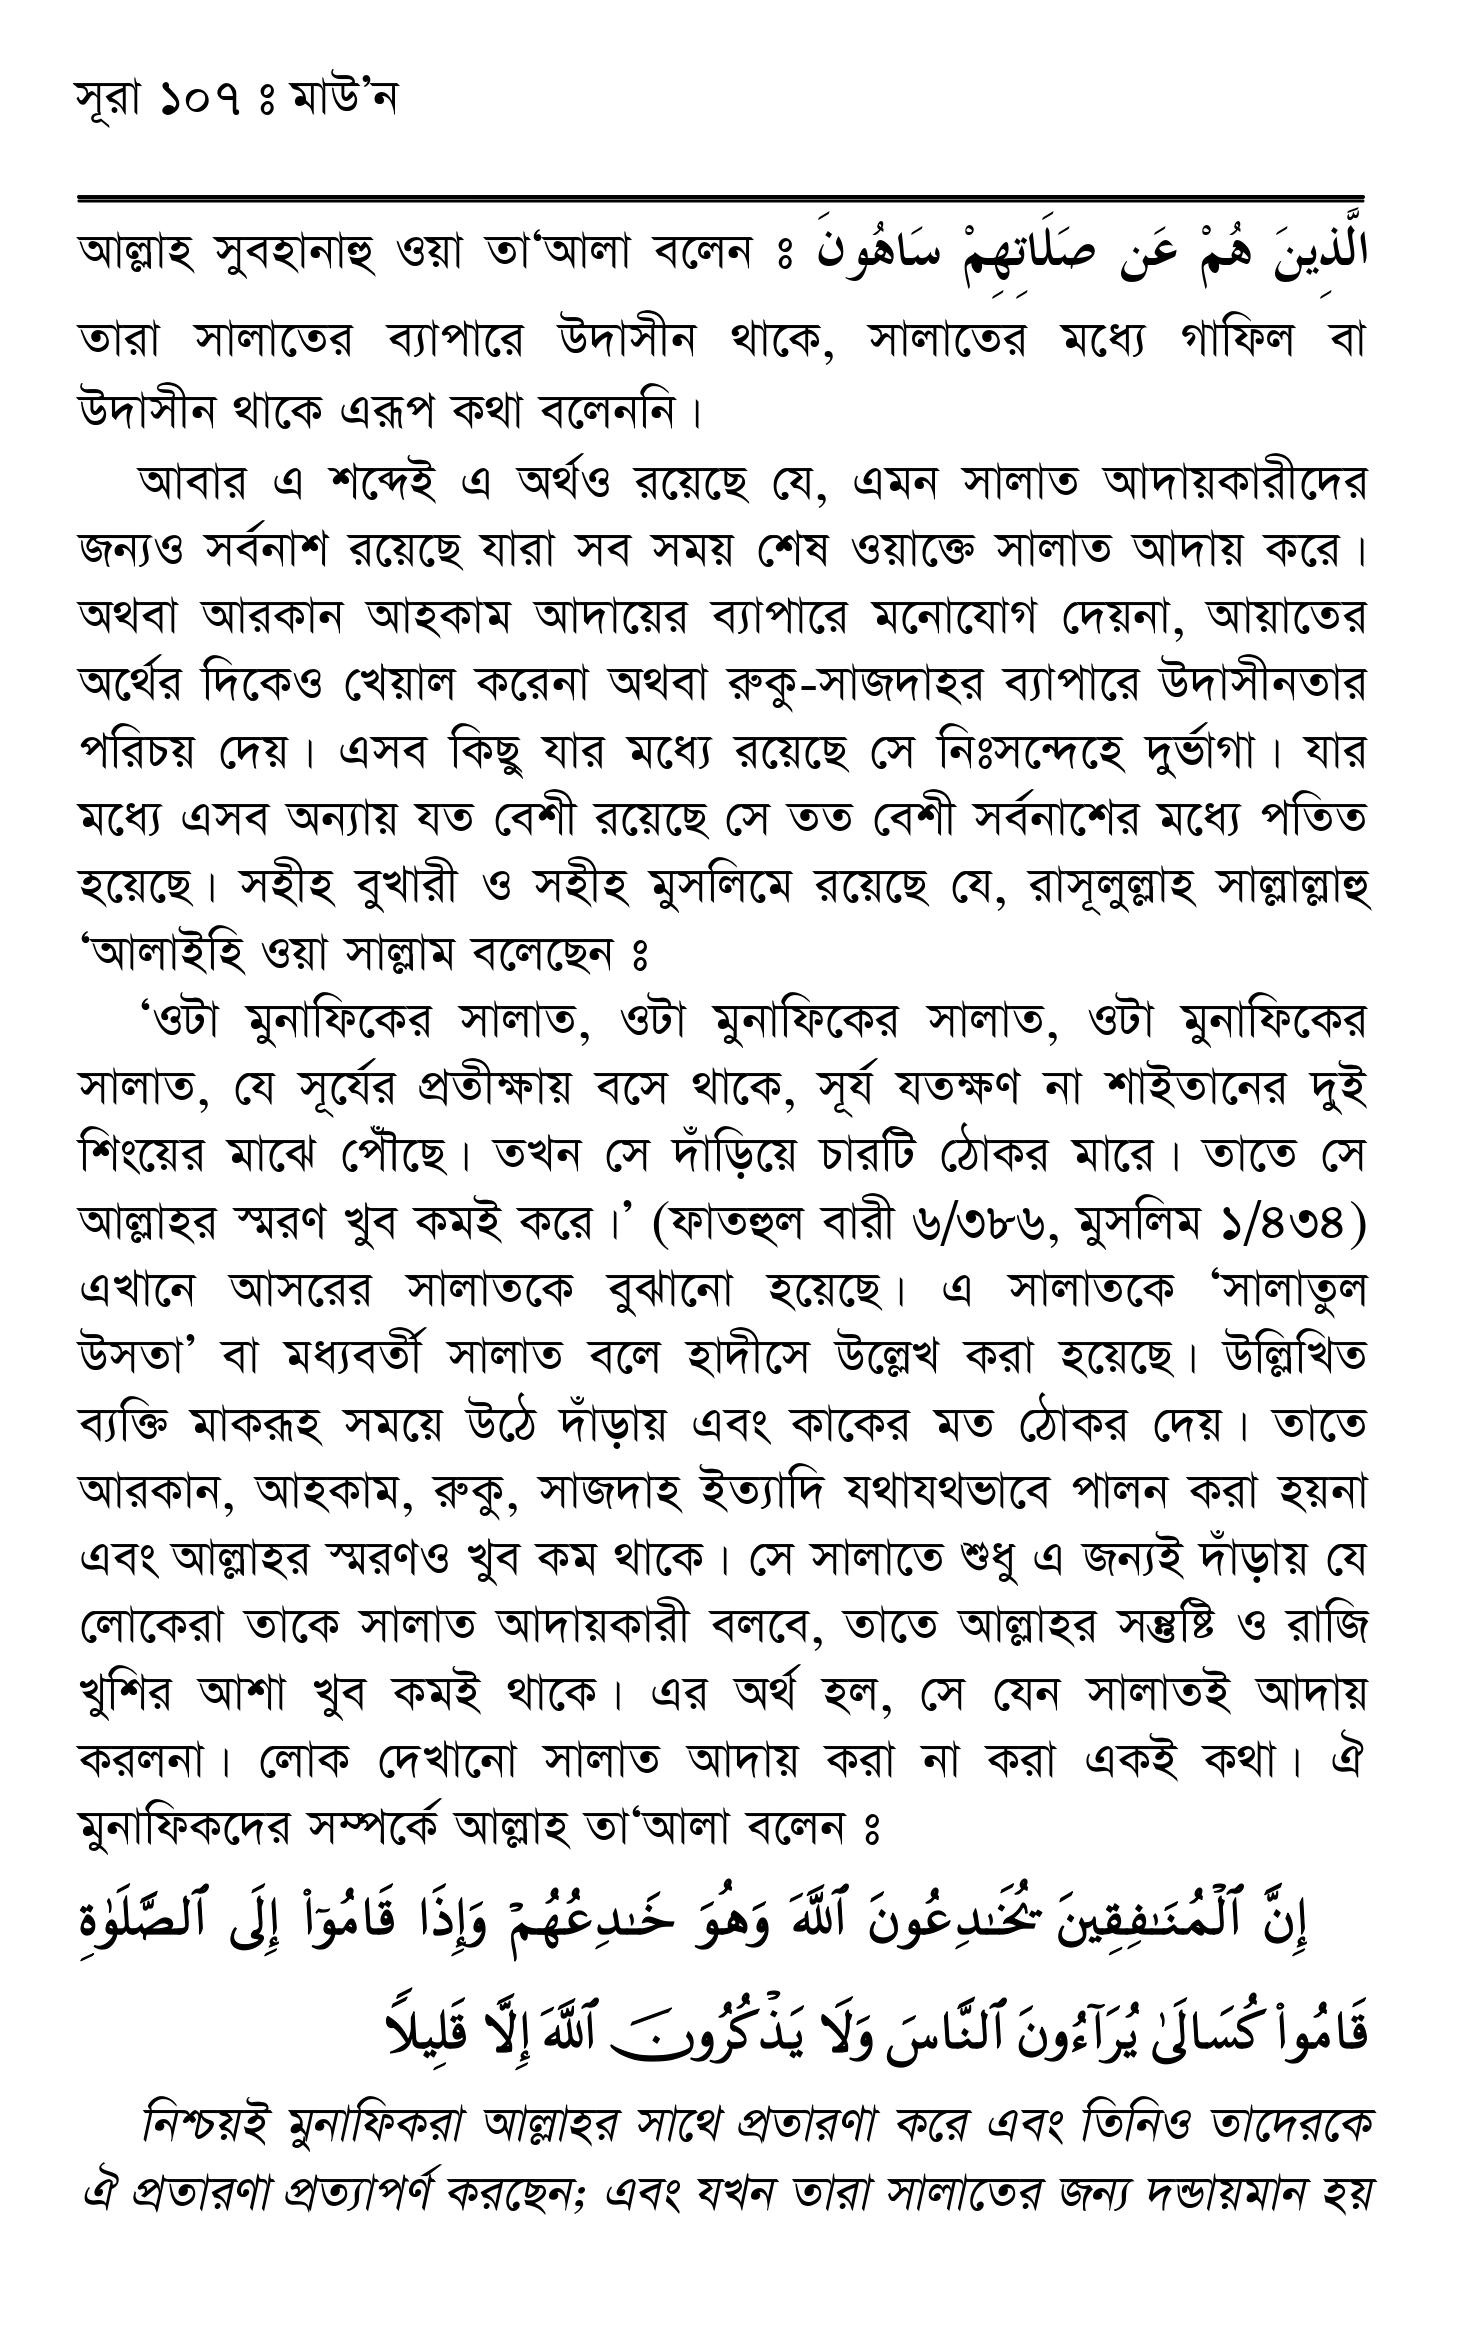 সূরা ১০৭ ঃ মাউ’ন
আল্লাহ সুবহানাহু ওয়া তা‘আলা বলেন ঃ الَّذِينَ هُمْ عَن صَلَاتِهِمْ سَاهُونَ
তারা সালাতের ব্যাপারে উদাসীন থাকে, সালাতের মধ্যে গাফিল বা
উদাসীন থাকে এরূপ কথা বলেননি।
আবার এ শব্দেই এ অর্থও রয়েছে যে, এমন সালাত আদায়কারীদের
জন্যও সর্বনাশ রয়েছে যারা সব সময় শেষ ওয়াক্তে সালাত আদায় করে।
অথবা আরকান আহকাম আদায়ের ব্যাপারে মনোযোগ দেয়না, আয়াতের
অর্থের দিকেও খেয়াল করেনা অথবা রুকু-সাজদাহর ব্যাপারে উদাসীনতার
পরিচয় দেয়। এসব কিছু যার মধ্যে রয়েছে সে নিঃসন্দেহে দুর্ভাগা। যার
মধ্যে এসব অন্যায় যত বেশী রয়েছে সে তত বেশী সর্বনাশের মধ্যে পতিত
হয়েছে। সহীহ বুখারী ও সহীহ মুসলিমে রয়েছে যে, রাসূলুল্লাহ সাল্লাল্লাহু
‘আলাইহি ওয়া সাল্লাম বলেছেন ঃ
‘ওটা মুনাফিকের সালাত, ওটা মুনাফিকের সালাত, ওটা মুনাফিকের
সালাত, যে সূর্যের প্রতীক্ষায় বসে থাকে, সূর্য যতক্ষণ না শাইতানের দুই
শিংয়ের মাঝে পৌঁছে। তখন সে দাঁড়িয়ে চারটি ঠোকর মারে। তাতে সে
আল্লাহর স্মরণ খুব কমই করে।’ (ফাতহুল বারী ৬/৩৮৬, মুসলিম ১/৪৩৪)
এখানে আসরের সালাতকে বুঝানো হয়েছে। এ সালাতকে ‘সালাতুল
উসতা’ বা মধ্যবর্তী সালাত বলে হাদীসে উল্লেখ করা হয়েছে। উল্লিখিত
ব্যক্তি মাকরূহ সময়ে উঠে দাঁড়ায় এবং কাকের মত ঠোকর দেয়। তাতে
আরকান, আহকাম, রুকু, সাজদাহ ইত্যাদি যথাযথভাবে পালন করা হয়না
এবং আল্লাহর স্মরণও খুব কম থাকে। সে সালাতে শুধু এ জন্যই দাঁড়ায় যে
লোকেরা তাকে সালাত আদায়কারী বলবে, তাতে আল্লাহর সন্তুষ্টি ও রাজি
খুশির আশা খুব কমই থাকে। এর অর্থ হল, সে যেন সালাতই আদায়
করলনা। লোক দেখানো সালাত আদায় করা না করা একই কথা। ঐ
মুনাফিকদের সম্পর্কে আল্লাহ তা‘আলা বলেন ঃ
إِنَّ ٱلْمُنَـٰفِقِينَ يُخَـٰدِعُونَ ٱللَّهَ وَهُوَ خَـٰدِعُهُمْ وَإِذَا قَامُوٓا۟ إِلَى ٱلصَّلَوٰةِ
قَامُوا۟ كُسَالَىٰ يُرَآءُونَ ٱلنَّاسَ وَلَا يَذْكُرُونَ ٱللَّهَ إِلَّا قَلِيلاً
নিশ্চয়ই মুনাফিকরা আল্লাহর সাথে প্রতারণা করে এবং তিনিও তাদেরকে
ঐ প্রতারণা প্রত্যাপর্ণ করছেন; এবং যখন তারা সালাতের জন্য দন্ডায়মান হয়